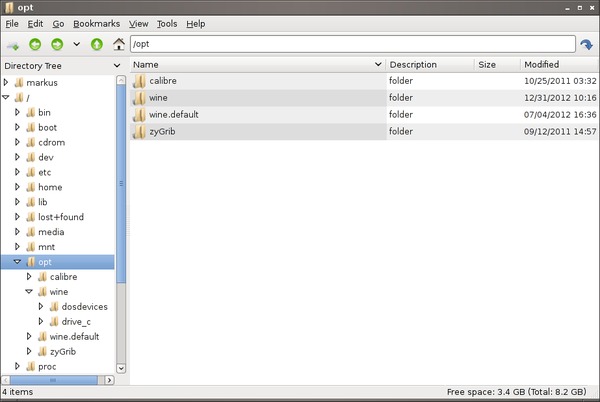 opt
File Edit Go Bookmarks View Tools Help
/opt
Directory Tree
Name Description Size Modified
markus
/
bin
boot
cdrom
dev
etc
home
lib
lost+found
media
mnt
opt
calibre
wine
dosdevices
drive_c
wine.default
zyGrib
proc
calibre folder 10/25/2011 03:32
wine folder 12/31/2012 10:16
wine.default folder 07/04/2012 16:36
zyGrib folder 09/12/2011 14:57
4 items Free space: 3.4 GB (Total: 8.2 GB)